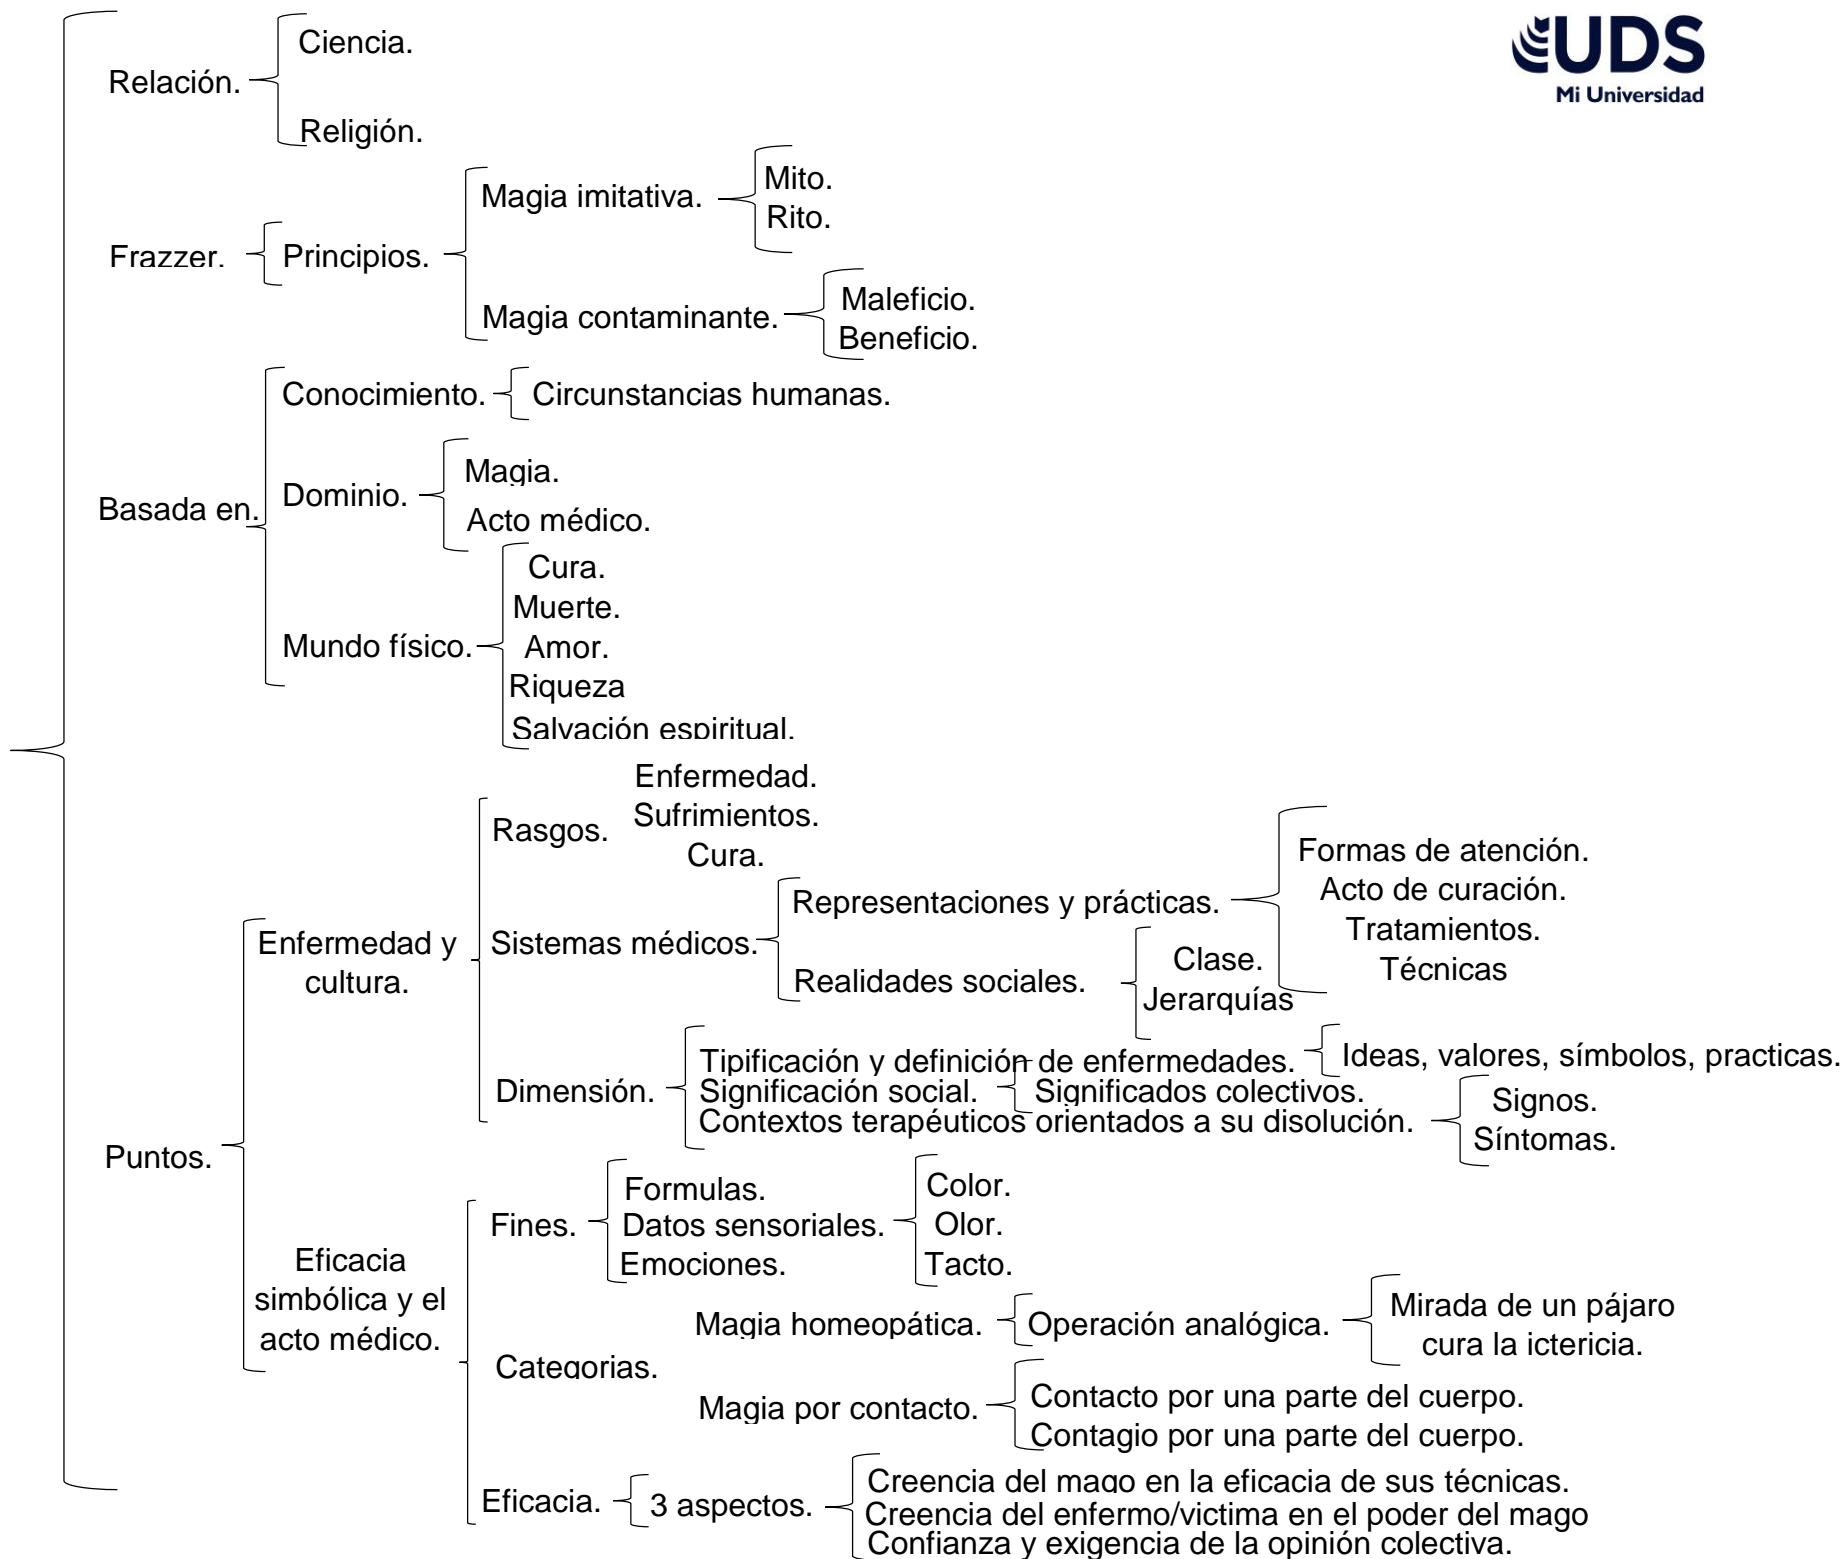 UDS
Mi Universidad
Relación.
Ciencia.
Religión.
Frazzer.
Principios.
Magia imitativa.
Mito.
Rito.
Magia contaminante.
Maleficio.
Beneficio.
Basada en.
Conocimiento.
Circunstancias humanas.
Dominio.
Magia.
Acto médico.
Mundo físico.
Cura.
Muerte.
Amor.
Riqueza
Salvación espiritual.
Puntos.
Enfermedad y
cultura.
Rasgos.
Enfermedad.
Sufrimientos.
Cura.
Sistemas médicos.
Representaciones y prácticas.
Formas de atención.
Acto de curación.
Tratamientos.
Técnicas
Realidades sociales.
Clase.
Jerarquías
Dimensión.
Tipificación y definición de enfermedades.
Ideas, valores, símbolos, practicas.
Significación social.
Significados colectivos.
Contextos terapéuticos orientados a su disolución.
Signos.
Síntomas.
Eficacia
simbólica y el
acto médico.
Fines.
Formulas.
Datos sensoriales.
Emociones.
Color.
Olor.
Tacto.
Categorias.
Magia homeopática.
Operación analógica.
Mirada de un pájaro
cura la ictericia.
Magia por contacto.
Contacto por una parte del cuerpo.
Contagio por una parte del cuerpo.
Eficacia.
3 aspectos.
Creencia del mago en la eficacia de sus técnicas.
Creencia del enfermo/victima en el poder del mago
Confianza y exigencia de la opinión colectiva.